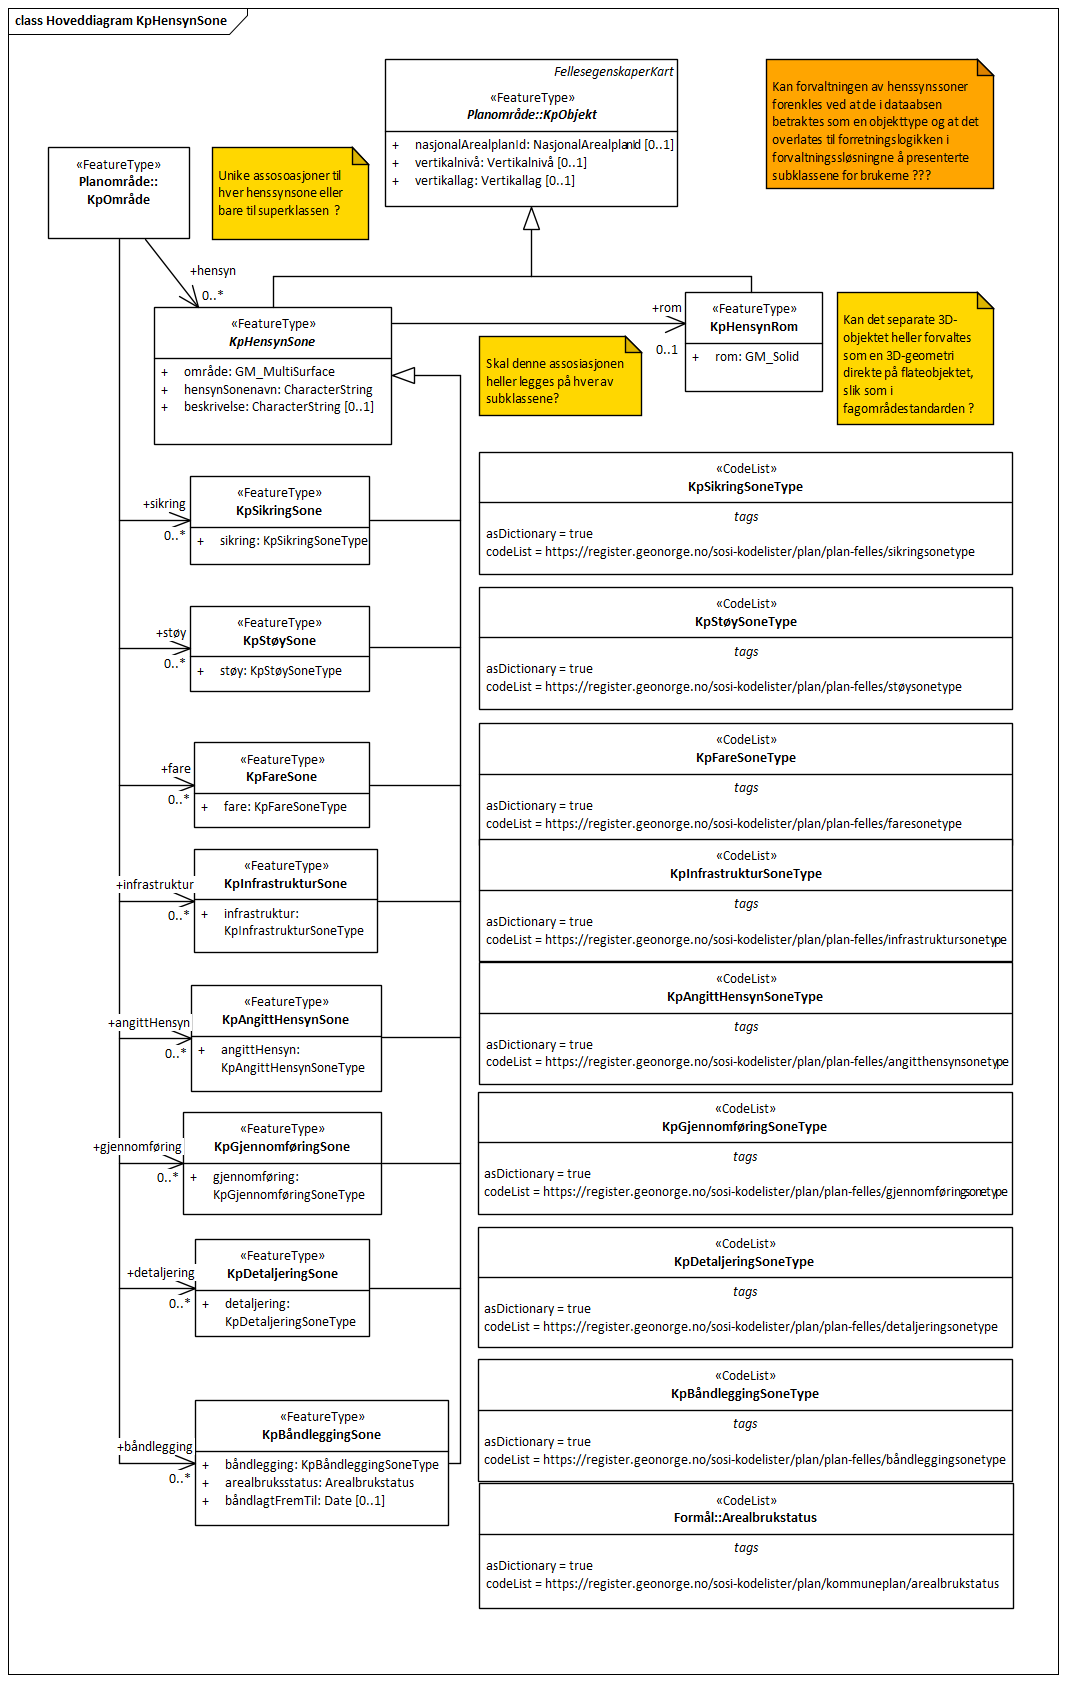 class Hoveddiagram KpHensynSone
FellesegenskaperKart
«FeatureType»
Planområde::KpObjekt
+ nasjonalArealplanId: NasjonalArealplanId [0..1]
+ vertikalnivå: Vertikalnivå [0..1]
+ vertikallag: Vertikallag [0..1]
Kan forvaltningen av henssynssoner
forenkles ved at de i dataabsen
betraktes som en objekttype og at det
overlates til forretningslogikken i
forvaltningssløsningne å presenterte
subklassene for brukerne ???
«FeatureType»
Planområde::
KpOmråde
Unike assosoasjoner til
hver henssynsone eller
bare til superklassen ?
+hensyn
0..*
«FeatureType»
KpHensynSone
+ område: GM_MultiSurface
+ hensynSonenavn: CharacterString
+ beskrivelse: CharacterString [0..1]
+rom
0..1
«FeatureType»
KpHensynRom
+ rom: GM_Solid
Skal denne assosiasjonen
heller legges på hver av
subklassene?
Kan det separate 3D-
objektet heller forvaltes
som en 3D-geometri
direkte på flateobjektet,
slik som i
fagområdestandarden ?
+sikring
0..*
«FeatureType»
KpSikringSone
+ sikring: KpSikringSoneType
«CodeList»
KpSikringSoneType
tags
asDictionary = true
codeList = https://register.geonorge.no/sosi-kodelister/plan/plan-felles/sikringsonetype
+støy
0..*
«FeatureType»
KpStøySone
+ støy: KpStøySoneType
«CodeList»
KpStøySoneType
tags
asDictionary = true
codeList = https://register.geonorge.no/sosi-kodelister/plan/plan-felles/støysonetype
+fare
0..*
«FeatureType»
KpFareSone
+ fare: KpFareSoneType
«CodeList»
KpFareSoneType
tags
asDictionary = true
codeList = https://register.geonorge.no/sosi-kodelister/plan/plan-felles/faresonetype
+infrastruktur
0..*
«FeatureType»
KpInfrastrukturSone
+ infrastruktur:
KpInfrastrukturSoneType
«CodeList»
KpInfrastrukturSoneType
tags
asDictionary = true
codeList = https://register.geonorge.no/sosi-kodelister/plan/plan-felles/infrastruktursonetype
+angittHensyn
0..*
«FeatureType»
KpAngittHensynSone
+ angittHensyn:
KpAngittHensynSoneType
«CodeList»
KpAngittHensynSoneType
tags
asDictionary = true
codeList = https://register.geonorge.no/sosi-kodelister/plan/plan-felles/angitthensynsonetype
+gjennomføring
0..*
«FeatureType»
KpGjennomføringSone
+ gjennomføring:
KpGjennomføringSoneType
«CodeList»
KpGjennomføringSoneType
tags
asDictionary = true
codeList = https://register.geonorge.no/sosi-kodelister/plan/plan-felles/gjennomføringsonetype
+detaljering
0..*
«FeatureType»
KpDetaljeringSone
+ detaljering:
KpDetaljeringSoneType
«CodeList»
KpDetaljeringSoneType
tags
asDictionary = true
codeList = https://register.geonorge.no/sosi-kodelister/plan/plan-felles/detaljeringsonetype
+båndlegging
0..*
«FeatureType»
KpBåndleggingSone
+ båndlegging: KpBåndleggingSoneType
+ arealbruksstatus: Arealbrukstatus
+ båndlagtFremTil: Date [0..1]
«CodeList»
KpBåndleggingSoneType
tags
asDictionary = true
codeList = https://register.geonorge.no/sosi-kodelister/plan/plan-felles/båndleggingsonetype
«CodeList»
Formål::Arealbrukstatus
tags
asDictionary = true
codeList = https://register.geonorge.no/sosi-kodelister/plan/kommuneplan/arealbrukstatus